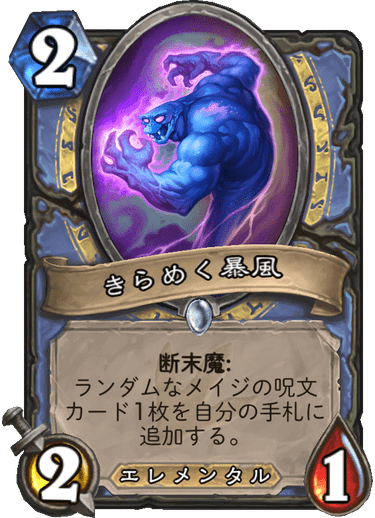 2
きらめく暴風
断末魔:
ランダムなメイジの呪文
カード1枚を自分の手札に
追加する。
2
エレメンタル
1